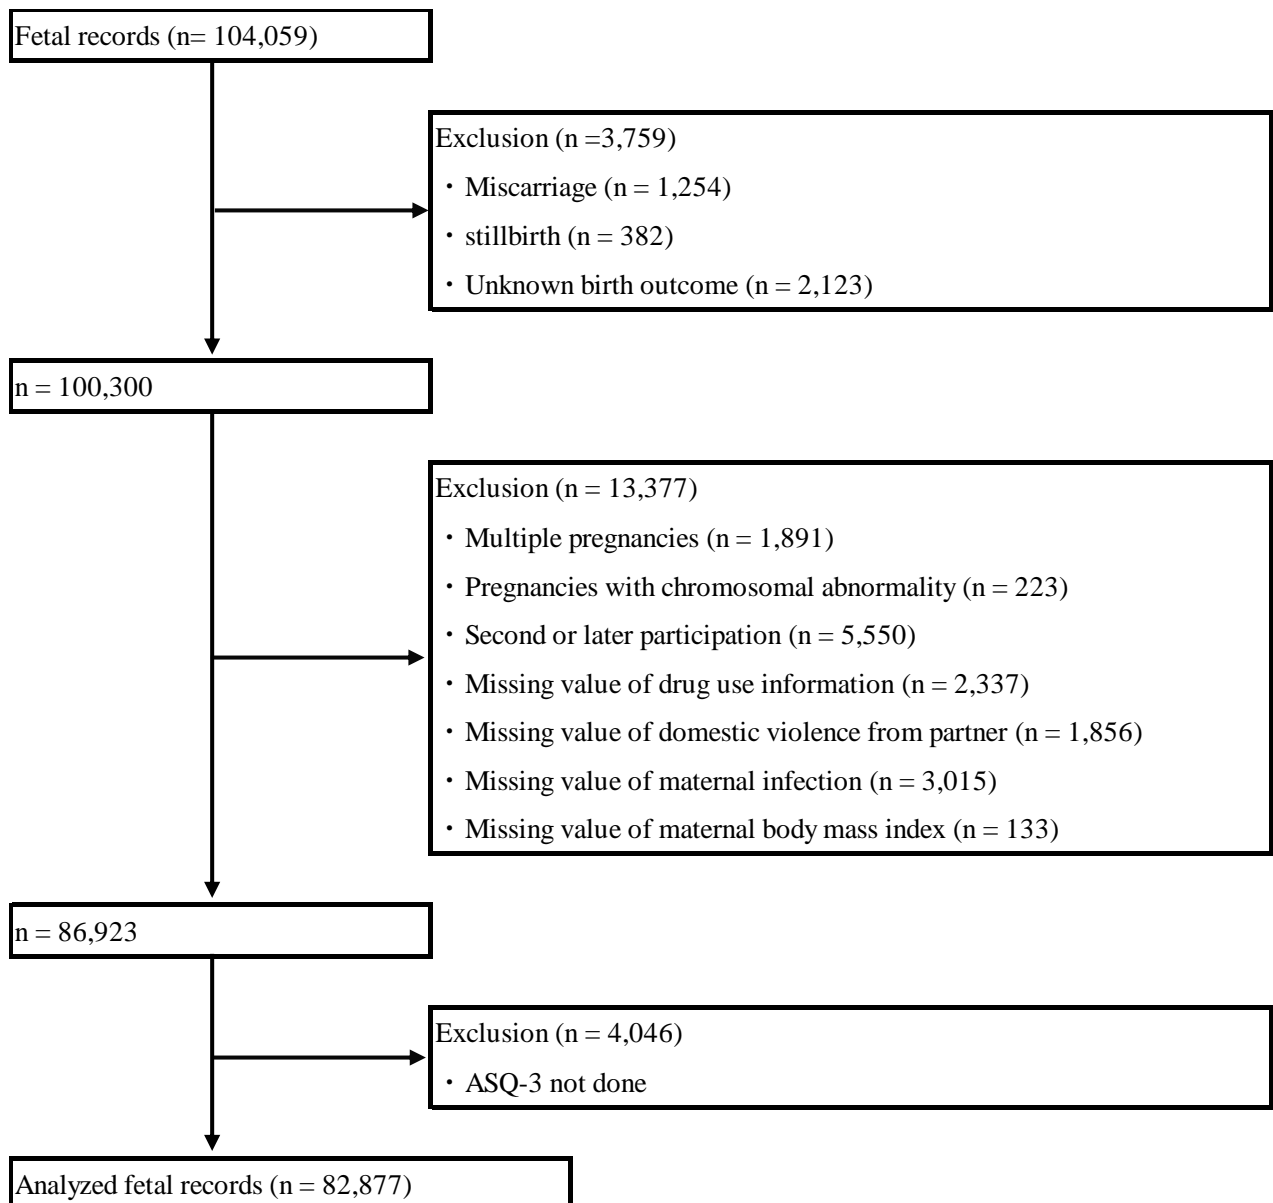 Fetal records (n= 104,059)
Exclusion (n =3,759)
・Miscarriage (n = 1,254)
・stillbirth (n = 382)
・Unknown birth outcome (n = 2,123)
n = 100,300
Exclusion (n = 13,377)
・Multiple pregnancies (n = 1,891)
・Pregnancies with chromosomal abnormality (n = 223)
・Second or later participation (n = 5,550)
・Missing value of drug use information (n = 2,337)
・Missing value of domestic violence from partner (n = 1,856)
・Missing value of maternal infection (n = 3,015)
・Missing value of maternal body mass index (n = 133)
n = 86,923
Exclusion (n = 4,046)
・ASQ-3 not done
Analyzed fetal records (n = 82,877)